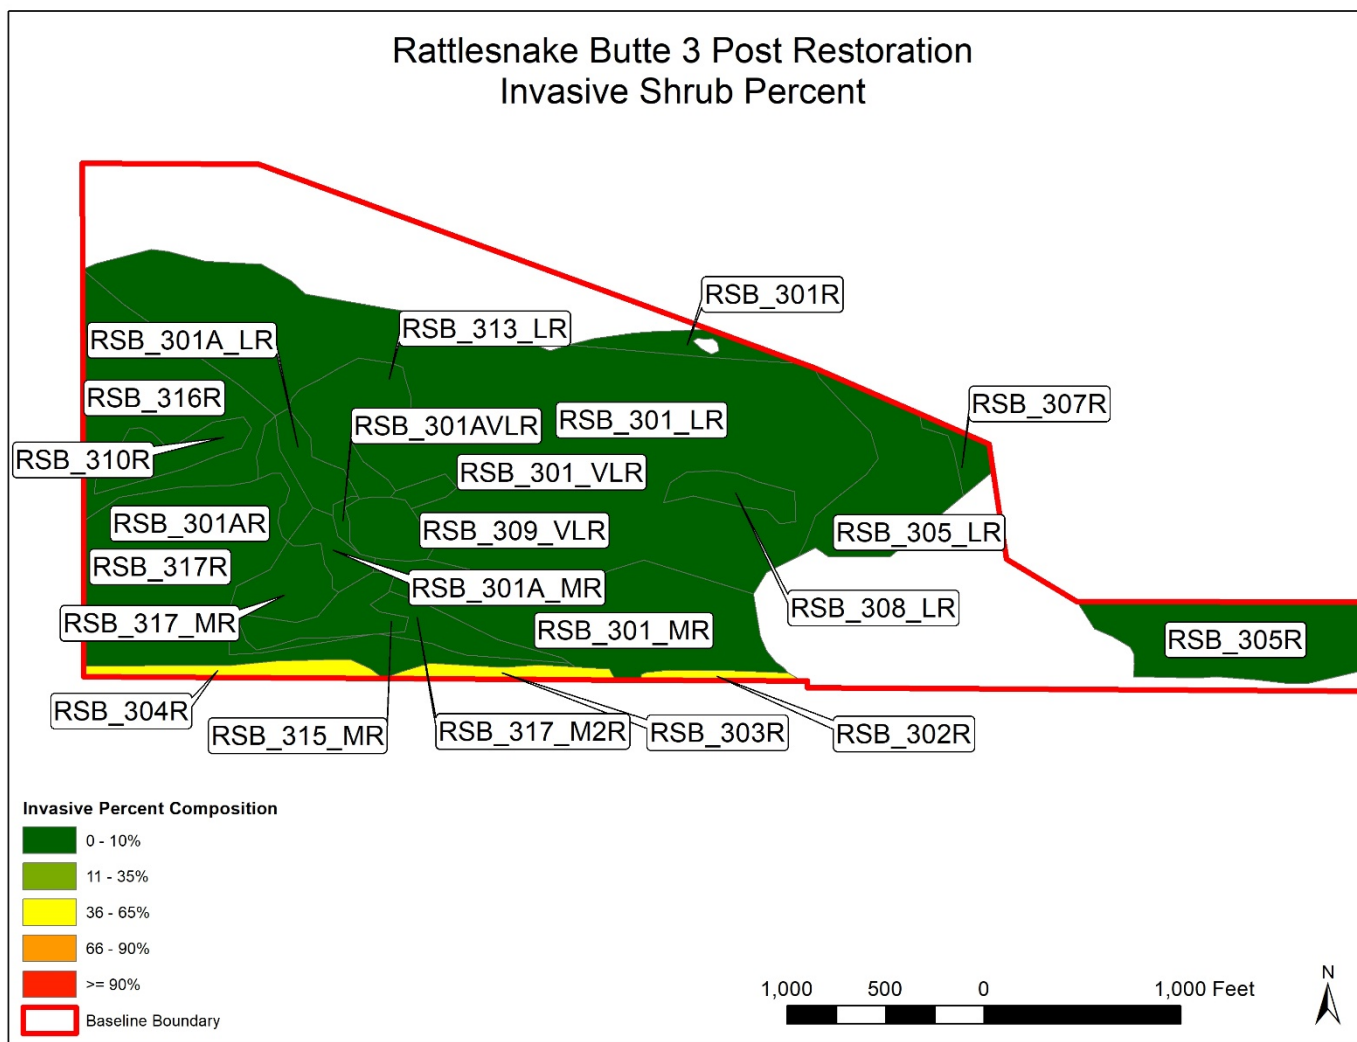 Rattlesnake Butte 3 Post Restoration
Invasive Shrub Percent
RSB_301R
RSB_313_LR
RSB_301A_LR
RSB_316R
RSB_307R
RSB_301_LR
RSB_301AVLR
RSB_310R
RSB_301_VLR
RSB_301AR
RSB_309_VLR
RSB_305_LR
RSB_317R
RSB_301A_MR
RSB_308_LR
RSB_317_MR
RSB_301_MR
RSB_305R
RSB_304R
RSB_315_MR
RSB_317_M2R
RSB_303R
RSB_302R
Invasive Percent Composition
0 - 10%
11 - 35%
36 - 65%
66 - 90%
>= 90%
Baseline Boundary
1,000 500 0 1,000 Feet
N